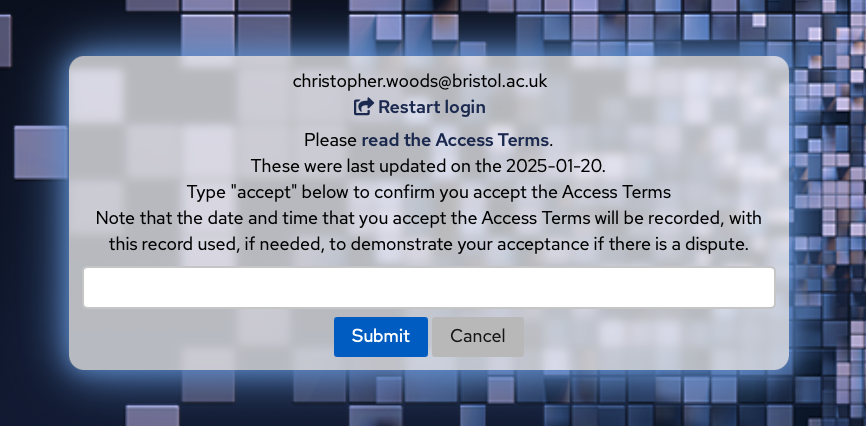 christopher.woods@bristol.ac.uk
Restart login
Please read the Access Terms.
These were last updated on the 2025-01-20.
Type "accept" below to confirm you accept the Access Terms
Note that the date and time that you accept the Access Terms will be recorded, with
this record used, if needed, to demonstrate your acceptance if there is a dispute.
Submit Cancel